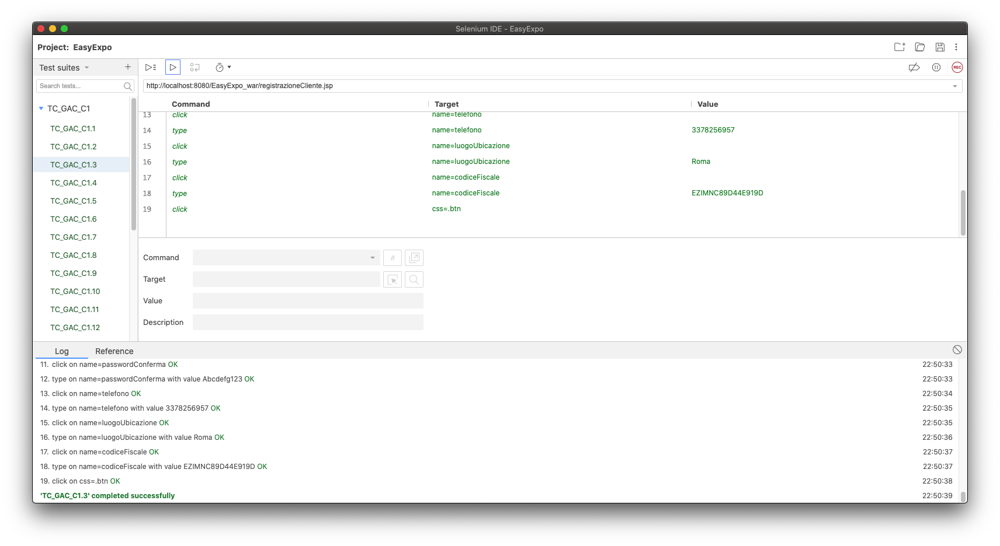 Selenium IDE - EasyExpo
Project: EasyExpo
Test suites
+
REC
Search tests...
http://localhost:8080/EasyExpo_war/registrazioneCliente.jsp
Command Target Value
TC_GAC_C1
TC_GAC_C1.1
TC_GAC_C1.2
TC_GAC_C1.3
TC_GAC_C1.4
TC_GAC_C1.5
TC_GAC_C1.6
TC_GAC_C1.7
TC_GAC_C1.8
TC_GAC_C1.9
TC_GAC_C1.10
TC_GAC_C1.11
TC_GAC_C1.12
13 click name=telefono
14 type name=telefono 3378256957
15 click name=luogoUbicazione
16 type name=luogoUbicazione Roma
17 click name=codiceFiscale
18 type name=codiceFiscale EZIMNC89D44E919D
19 click css=.btn
Command //
Target
Value
Description
Log Reference
11. click on name=passwordConferma OK 22:50:33
12. type on name=passwordConferma with value Abcdefg123 OK 22:50:33
13. click on name=telefono OK 22:50:34
14. type on name=telefono with value 3378256957 OK 22:50:35
15. click on name=luogoUbicazione OK 22:50:35
16. type on name=luogoUbicazione with value Roma OK 22:50:36
17. click on name=codiceFiscale OK 22:50:37
18. type on name=codiceFiscale with value EZIMNC89D44E919D OK 22:50:37
19. click on css=.btn OK 22:50:38
'TC_GAC_C1.3' completed successfully 22:50:39